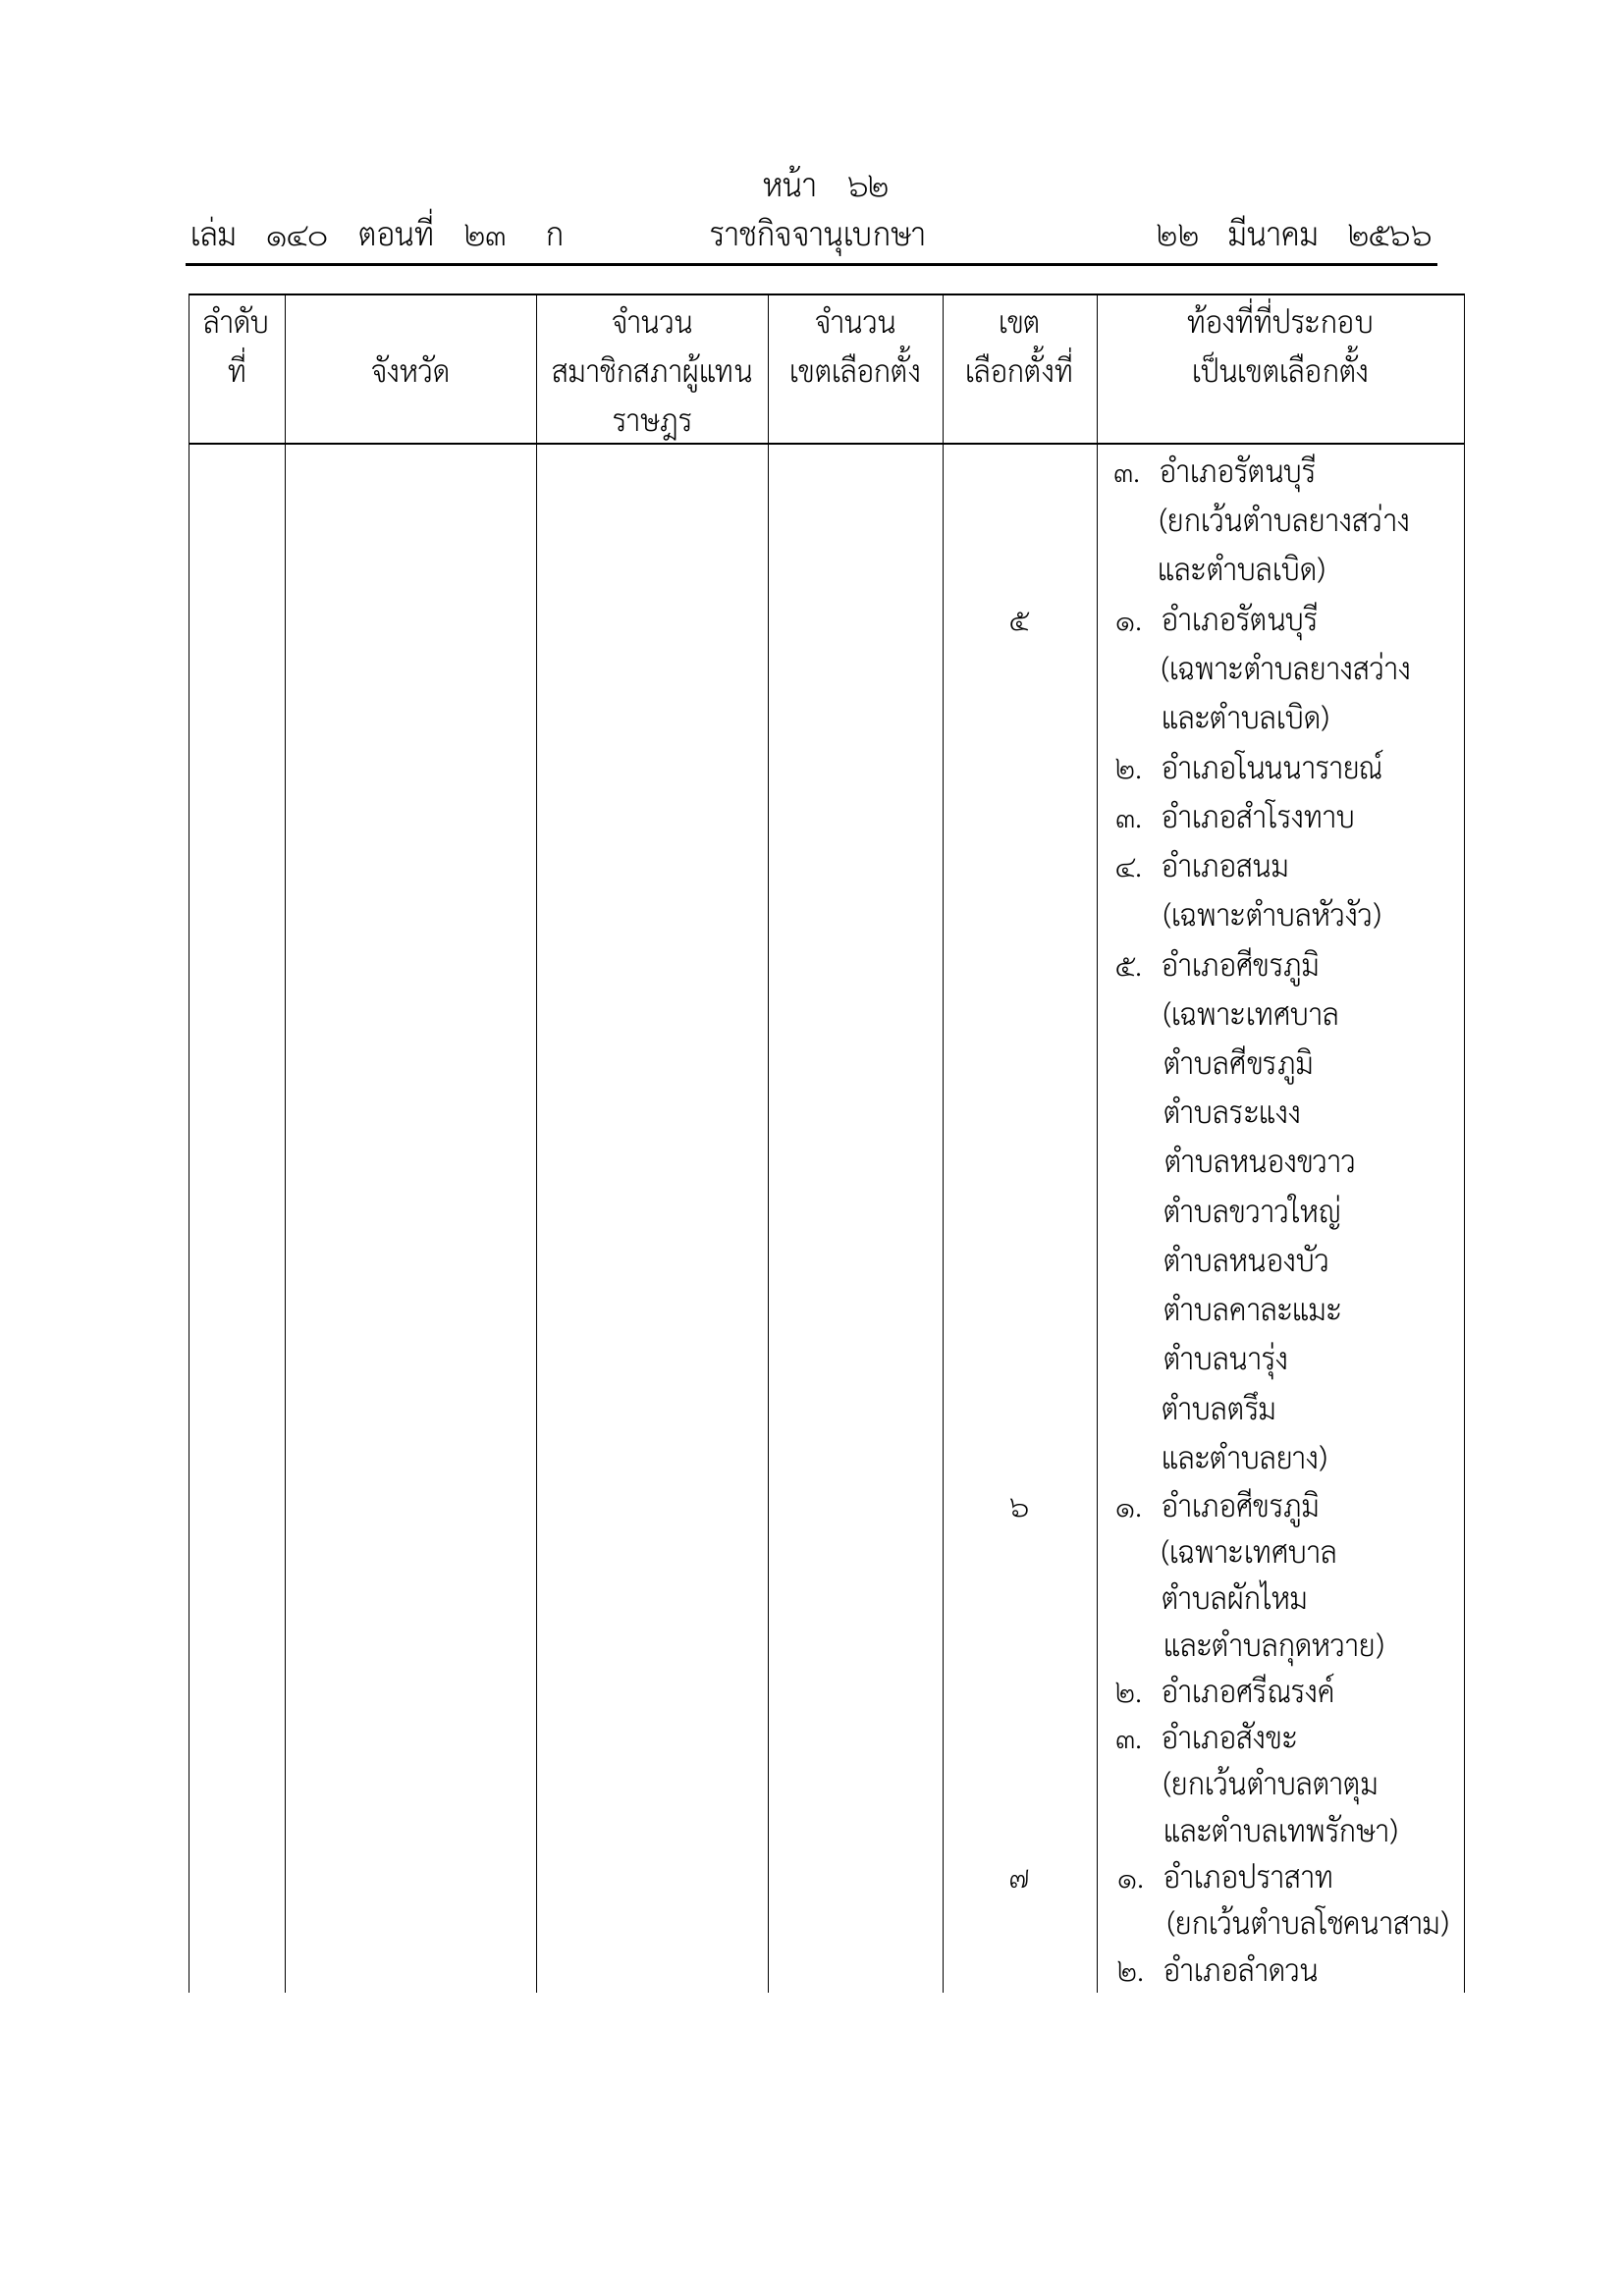 หน้า ๖๒
เล่ม ๑๔๐ ตอนที่ ๒๓ ก ราชกิจจานุเบกษา ๒๒ มีนาคม ๒๕๖๖
ลำดับ จำนวน จำนวน เขต ท้องที่ที่ประกอบ
ที่ จังหวัด สมาชิกสภาผู้แทน เขตเลือกตั้ง เลือกตั้งที่ เป็นเขตเลือกตั้ง
ราษฎร
๓. อำเภอรัตนบุรี
(ยกเว้นตำบลยางสว่าง
และตำบลเบิด)
๕ ๑. อำเภอรัตนบุรี
(เฉพาะตำบลยางสว่าง
และตำบลเบิด)
๒. อำเภอโนนนารายณ์
๓. อำเภอสำโรงทาบ
๔. อำเภอสนม
(เฉพาะตำบลหัวงัว)
๕. อำเภอศีขรภูมิ
(เฉพาะเทศบาล
ตำบลศีขรภูมิ
ตำบลระแงง
ตำบลหนองขวาว
ตำบลขวาวใหญ่
ตำบลหนองบัว
ตำบลคาละแมะ
ตำบลนารุ่ง
ตำบลตรึม
และตำบลยาง)
๖ ๑. อำเภอศีขรภูมิ
(เฉพาะเทศบาล
ตำบลผักไหม
และตำบลกุดหวาย)
๒. อำเภอศรีณรงค์
๓. อำเภอสังขะ
(ยกเว้นตำบลตาตุม
และตำบลเทพรักษา)
๗ ๑. อำเภอปราสาท
(ยกเว้นตำบลโชคนาสาม)
๒. อำเภอลำดวน